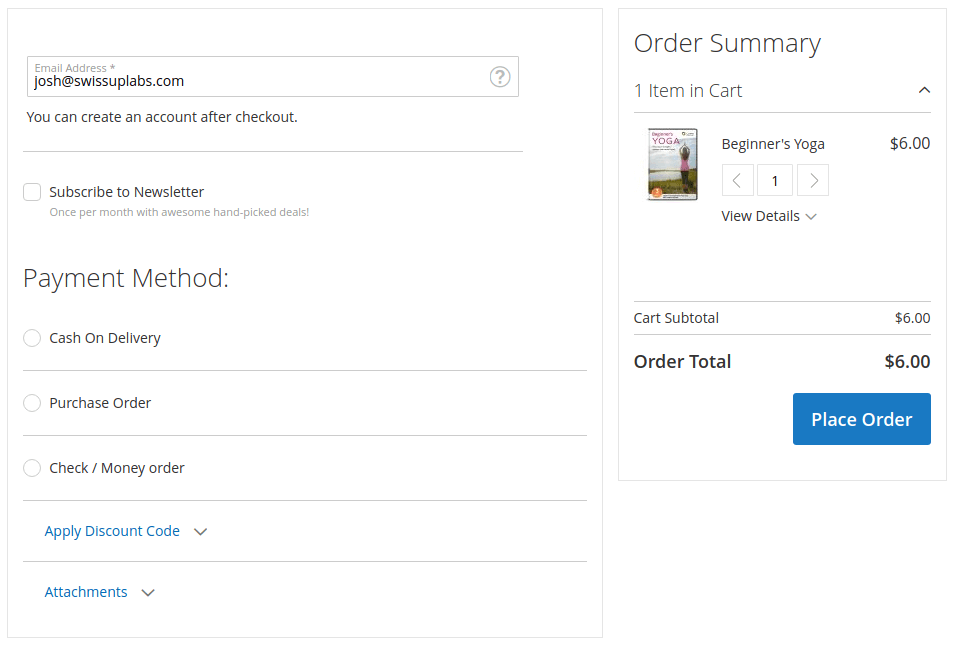 Email Address *
josh@swissuplabs.com
You can create an account after checkout.
Subscribe to Newsletter
Once per month with awesome hand-picked deals!
Payment Method:
Cash On Delivery
Purchase Order
Check / Money order
Apply Discount Code
Attachments
Order Summary
1 Item in Cart
Beginner's
YOGA
Beginner's Yoga
$6.00
1
View Details
Cart Subtotal
$6.00
Order Total
$6.00
Place Order